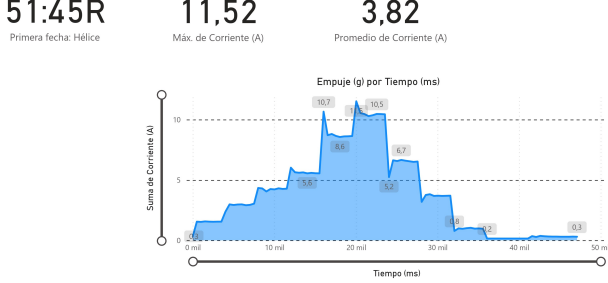 51:45R
11,52
3,82
Primera fecha: Hélice
Máx. de Corriente (A)
Promedio de Corriente (A)
Empuje (g) por Tiempo (ms)
Suma de Corriente (A)
10
5
0
0,3
5,6
10,7
8,6
10,5
5,2
6,7
0,8
0,2
0,3
0 mil
10 mil
20 mil
30 mil
40 mil
50 m
Tiempo (ms)